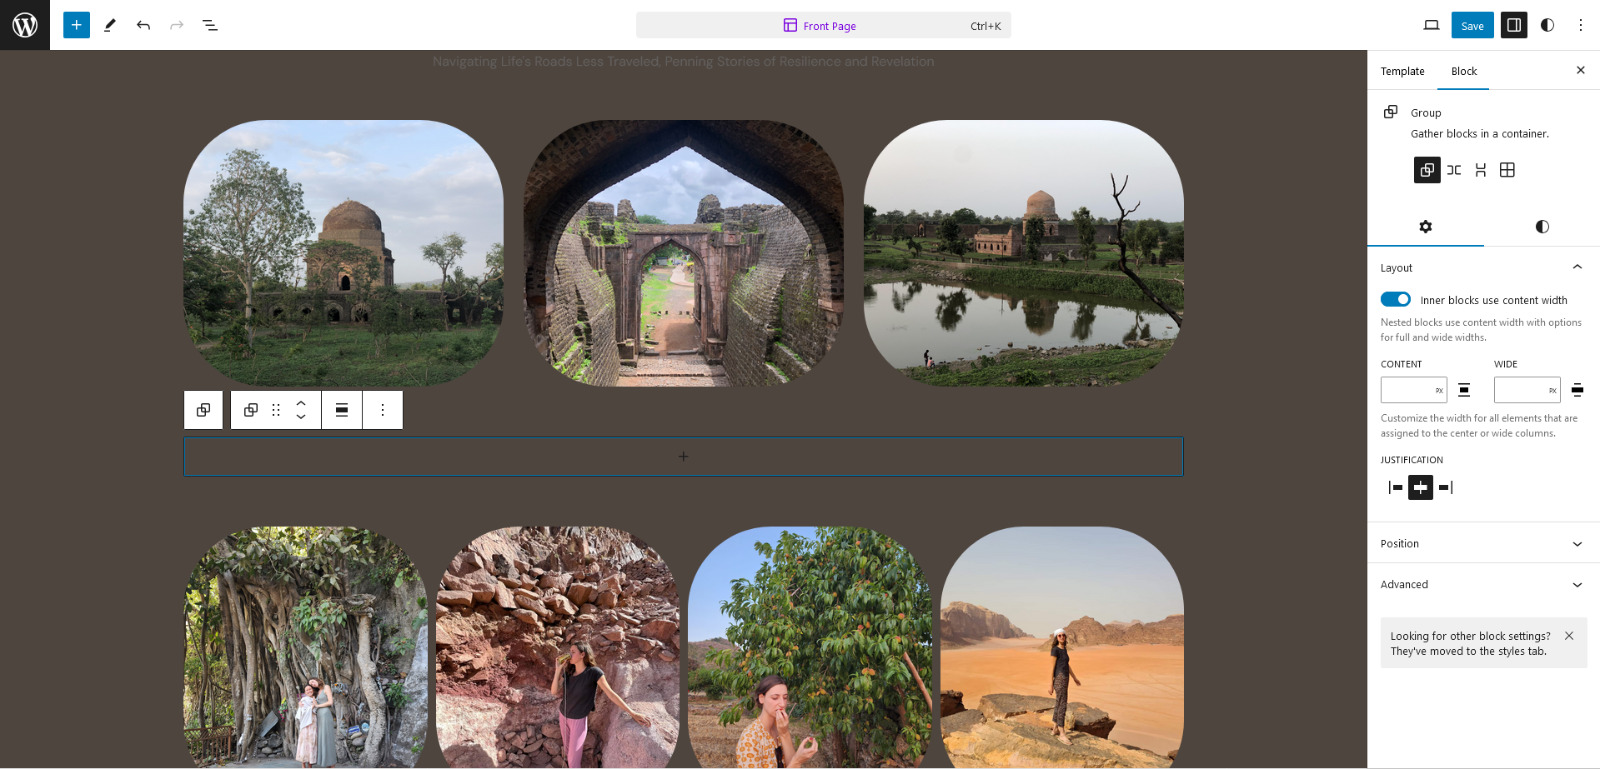 Front Page
Ctrl+K
Save
Navigating Life's Roads Less Traveled, Penning Stories of Resilience and Revelation
Template
Block
Group
Gather blocks in a container.
Layout
Inner blocks use content width
Nested blocks use content width with options
for full and wide widths.
CONTENT
WIDE
PX
PX
Customize the width for all elements that are
assigned to the center or wide columns.
JUSTIFICATION
Position
Advanced
Looking for other block settings?
They've moved to the styles tab.